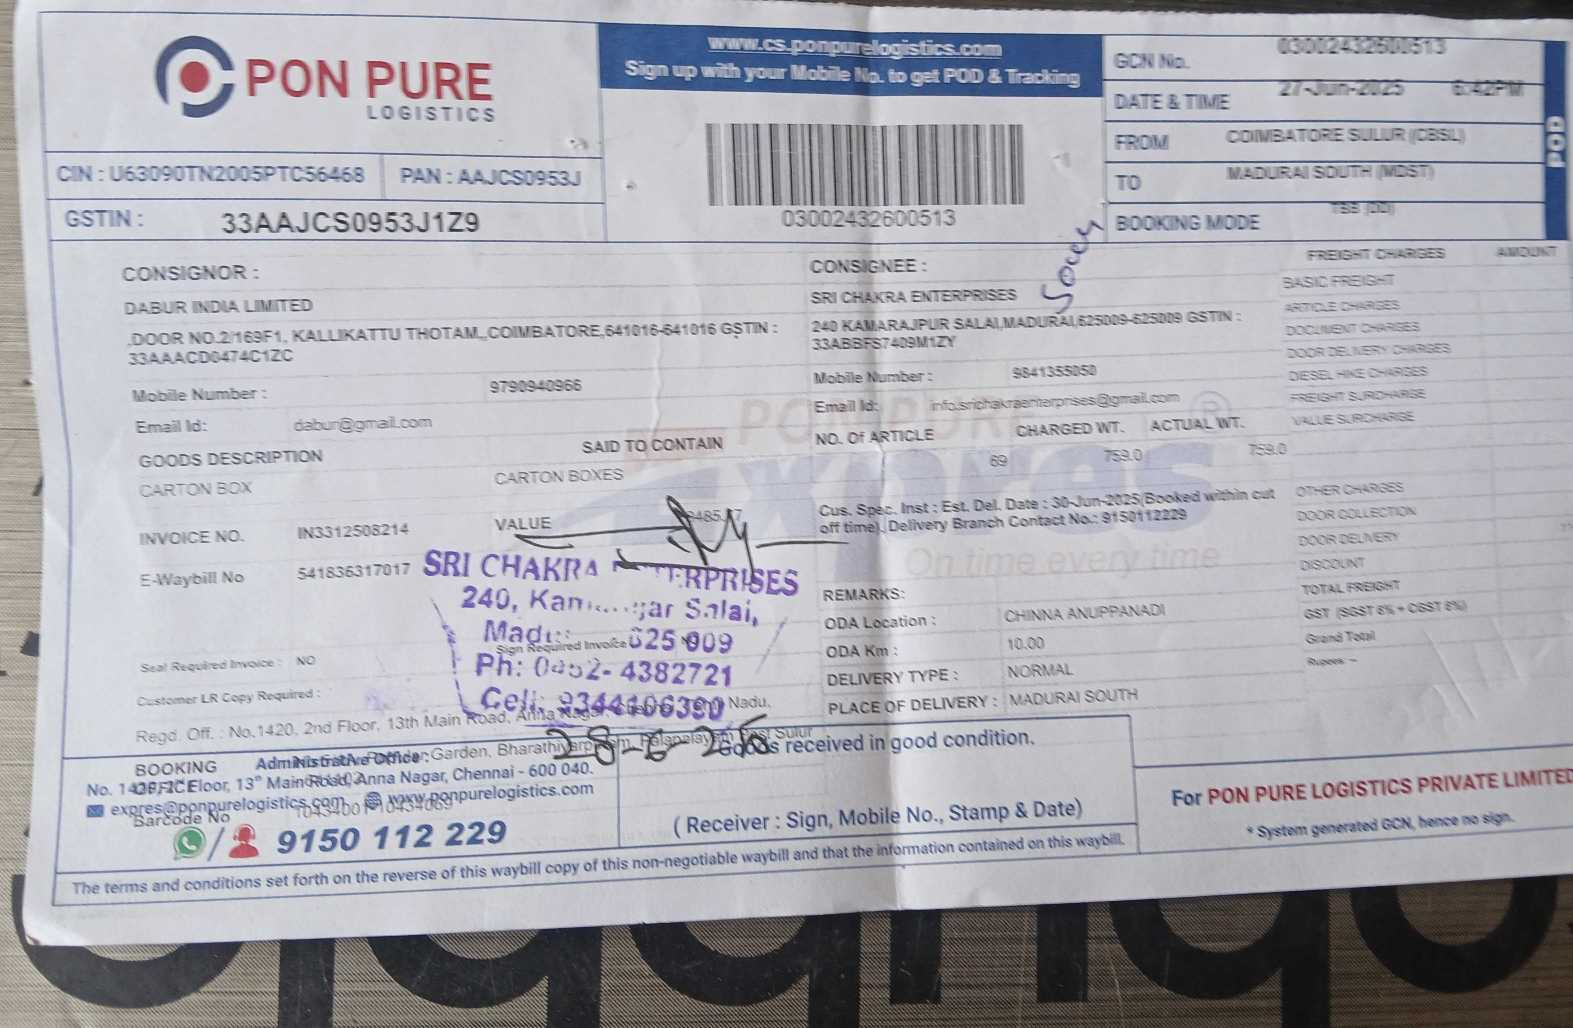 PON PURE
LOGISTICS
www.cs.ponpurelogistics.com
Sign up with your Mobile No. to get POD & Tracking
GCN No. 03002432600513
DATE & TIME 27-Jun-2025 6:42PM
FROM COIMBATORE SULUR (CBSL)
TO MADURAI SOUTH (MDST)
BOOKING MODE
POD
CIN : U63090TN2005PTC56468 PAN : AAJCS0953J
GSTIN : 33AAJCS0953J1Z9
03002432600513
CONSIGNOR :
DABUR INDIA LIMITED
,DOOR NO.2/169F1, KALLIKATTU THOTAM,,COIMBATORE,641016-641016 GSTIN :
33AAACD0474C1ZC
Mobile Number : 9790940966
Email Id: dabur@gmail.com
CONSIGNEE :
SRI CHAKRA ENTERPRISES
240 KAMARAJPUR SALAI,MADURAI,625009-625009 GSTIN :
33ABBFS7409M1ZY
Mobile Number : 9841355050
Email Id: info.srichakraenterprises@gmail.com
FREIGHT CHARGES AMOUNT
BASIC FREIGHT
ARTICLE CHARGES
DOCUMENT CHARGES
DOOR DELIVERY CHARGES
DIESEL HIKE CHARGES
FREIGHT SURCHARGE
VALUE SURCHARGE
OTHER CHARGES
DOOR COLLECTION
DOOR DELIVERY
DISCOUNT
TOTAL FREIGHT
GST (SGST 6% + CGST 6%)
Grand Total
Rupees: --
GOODS DESCRIPTION SAID TO CONTAIN NO. Of ARTICLE CHARGED WT. ACTUAL WT.
CARTON BOX CARTON BOXES 69 759.0 759.0
INVOICE NO. IN3312508214 VALUE
E-Waybill No 541836317017
Cus. Spec. Inst : Est. Del. Date : 30-Jun-2025(Booked within cut
off time). Delivery Branch Contact No.: 9150112229
On time every time
SRI CHAKRA ENTERPRISES
240, Salai,
625 009
Ph: 0452- 4382721
Cell: 9344106390
28-6-25
REMARKS:
ODA Location : CHINNA ANUPPANADI
ODA Km : 10.00
DELIVERY TYPE : NORMAL
PLACE OF DELIVERY : MADURAI SOUTH
Sign Required Invoice
Seal Required Invoice : NO
Customer LR Copy Required :
Regd. Off. : No.1420, 2nd Floor, 13th Main Road, Anna Nagar, Nadu,
BOOKING OFFICE
Administrative Office :
Garden, Sulur
No. 1420, Floor, 13th Main Road, Anna Nagar, Chennai - 600 040.
expres@ponpurelogistics.com www.ponpurelogistics.com
Barcode No
9150 112 229
Goods received in good condition.
( Receiver : Sign, Mobile No., Stamp & Date)
For PON PURE LOGISTICS PRIVATE LIMITED
* System generated GCN, hence no sign.
The terms and conditions set forth on the reverse of this waybill copy of this non-negotiable waybill and that the information contained on this waybill.